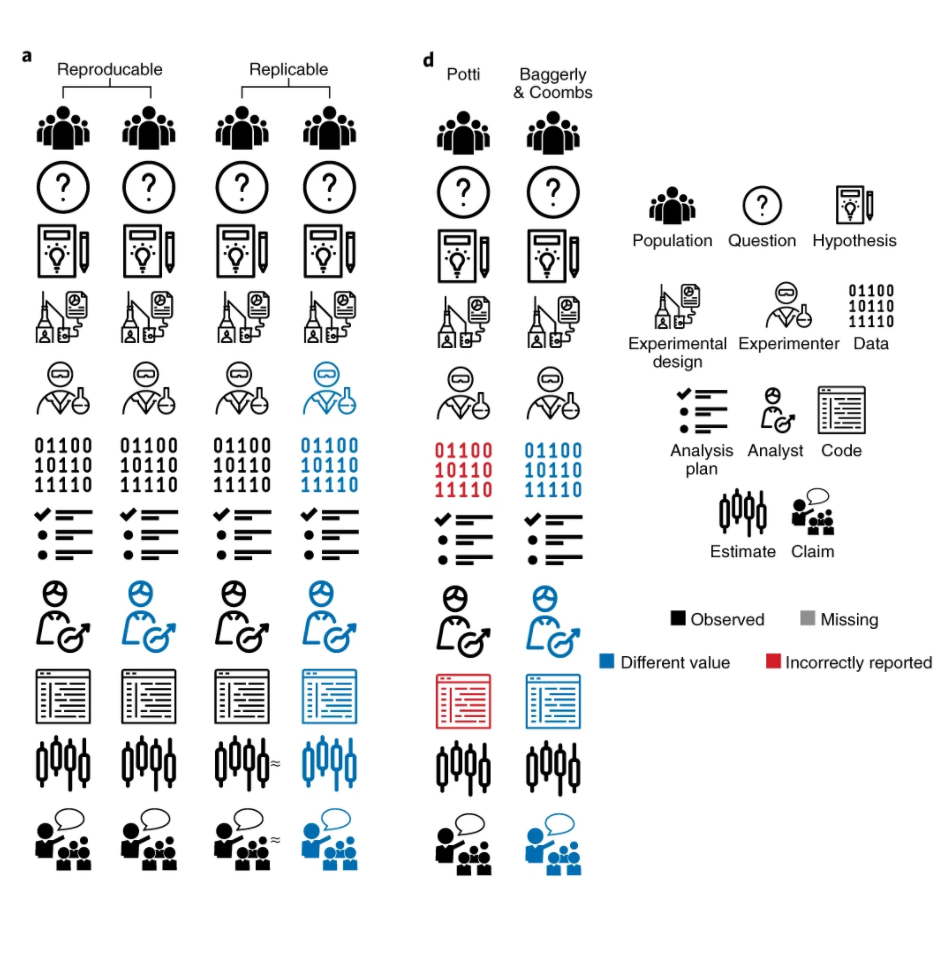 a
Reproducable
Replicable
01100 01100 01100 01100
10110 10110 10110 10110
11110 11110 11110 11110
≈
≈
d
Potti
Baggerly
& Coombs
01100 01100
10110 10110
11110 11110
Population Question Hypothesis
01100
10110
11110
Experimental
design
Experimenter Data
Analysis
plan
Analyst Code
Estimate Claim
Observed Missing
Different value Incorrectly reported